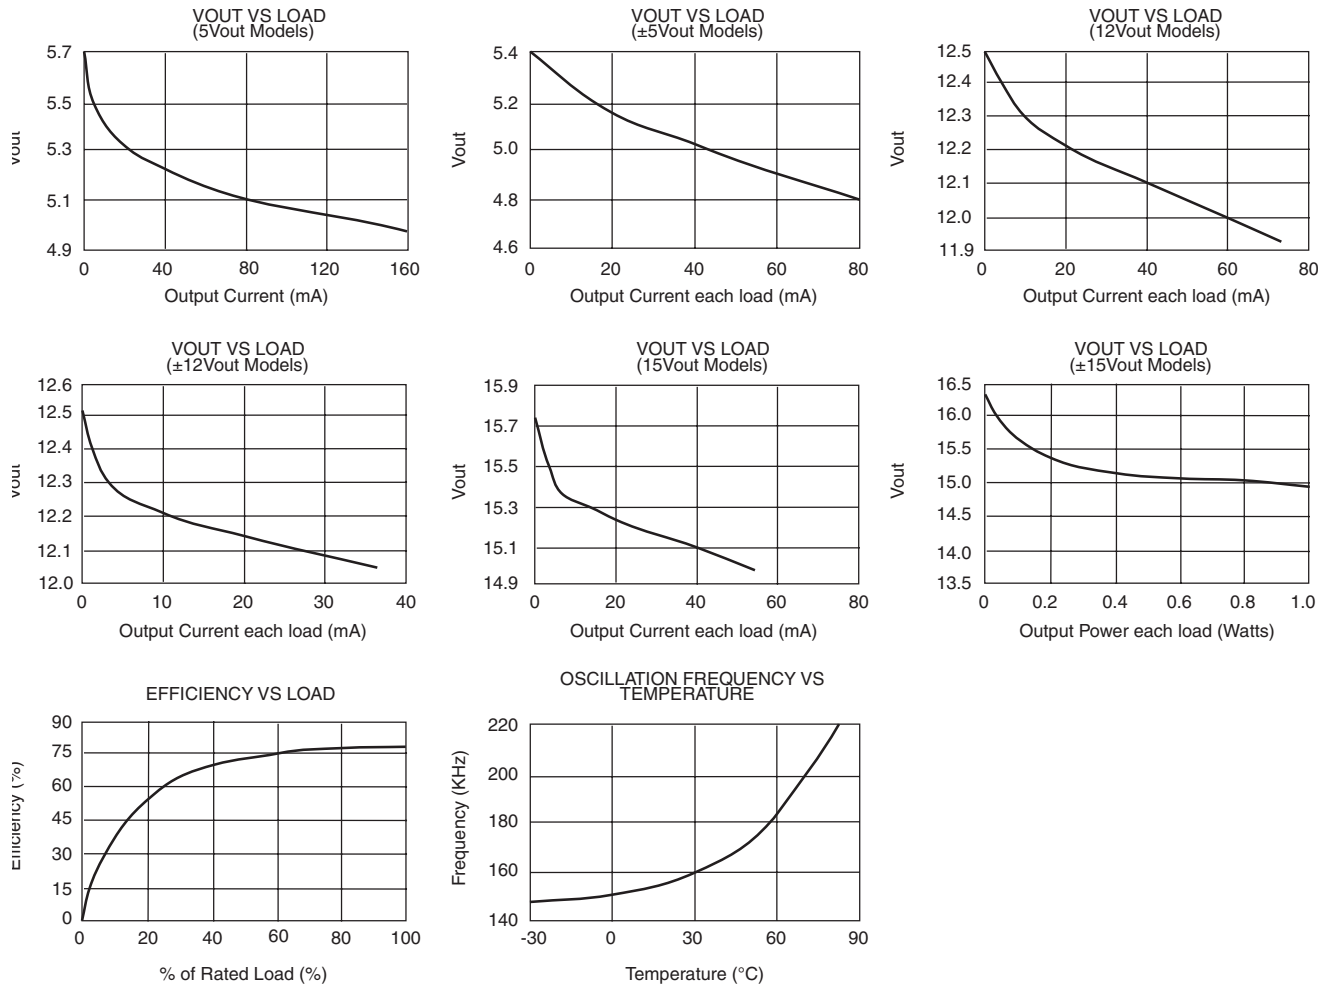 VOUT VS LOAD
(5Vout Models)
5.7
5.5
5.3
5.1
4.9
Vout
0 40 80 120 160
Output Current (mA)
VOUT VS LOAD
(±5Vout Models)
5.4
5.2
5.0
4.8
4.6
Vout
0 20 40 60 80
Output Current each load (mA)
VOUT VS LOAD
(12Vout Models)
12.5
12.4
12.3
12.2
12.1
12.0
11.9
Vout
0 20 40 60 80
Output Current each load (mA)
VOUT VS LOAD
(±12Vout Models)
12.6
12.5
12.4
12.3
12.2
12.1
12.0
Vout
0 10 20 30 40
Output Current each load (mA)
VOUT VS LOAD
(15Vout Models)
15.9
15.7
15.5
15.3
15.1
14.9
Vout
0 20 40 60 80
Output Current each load (mA)
VOUT VS LOAD
(±15Vout Models)
16.5
16.0
15.5
15.0
14.5
14.0
13.5
Vout
0 0.2 0.4 0.6 0.8 1.0
Output Power each load (Watts)
EFFICIENCY VS LOAD
90
75
60
45
30
15
0
Efficiency (%)
0 20 40 60 80 100
% of Rated Load (%)
OSCILLATION FREQUENCY VS
TEMPERATURE
220
200
180
160
140
Frequency (KHz)
-30 0 30 60 90
Temperature (°C)